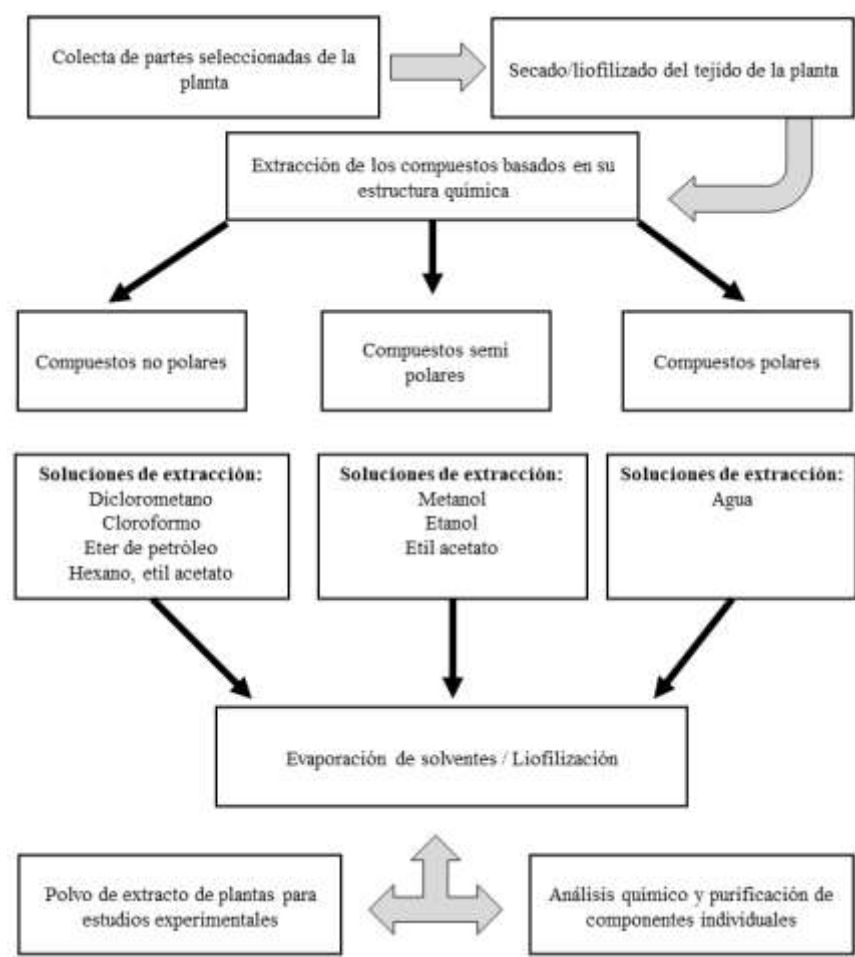 Colecta de partes seleccionadas de la
planta
Secado/liofilizado del tejido de la planta
Extracción de los compuestos basados en su
estructura química
Compuestos no polares
Compuestos semi
polares
Compuestos polares
Soluciones de extracción:
Diclorometano
Cloroformo
Eter de petróleo
Hexano, etil acetato
Soluciones de extracción:
Metanol
Etanol
Etil acetato
Soluciones de extracción:
Agua
Evaporación de solventes / Liofilización
Polvo de extracto de plantas para
estudios experimentales
Análisis químico y purificación de
componentes individuales